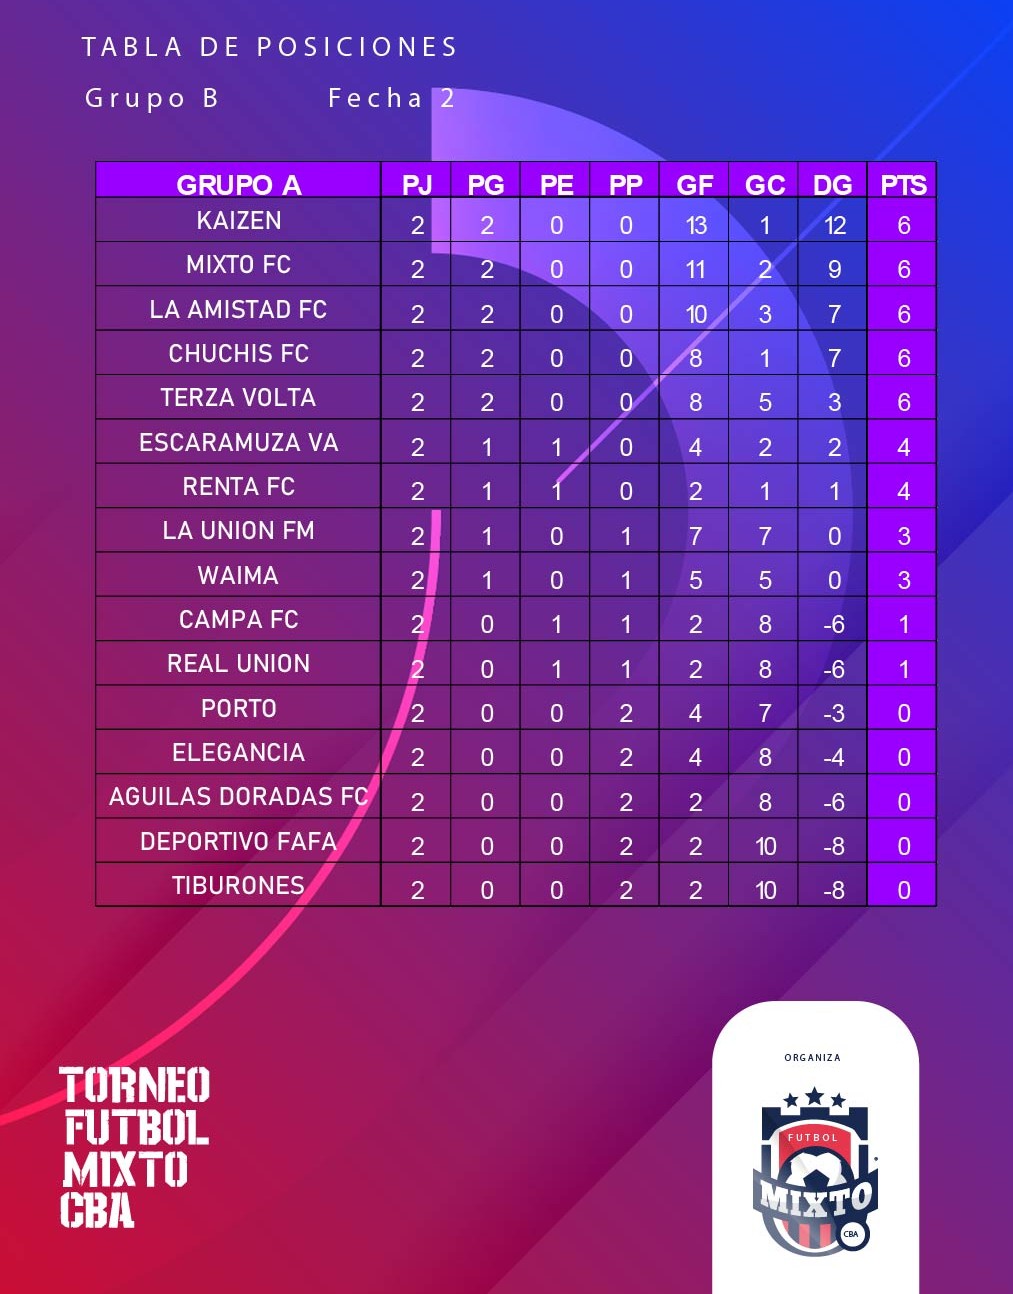 TABLA DE POSICIONES
Grupo B Fecha 2
GRUPO A PJ PG PE PP GF GC DG PTS
KAIZEN 2 2 0 0 13 1 12 6
MIXTO FC 2 2 0 0 11 2 9 6
LA AMISTAD FC 2 2 0 0 10 3 7 6
CHUCHIS FC 2 2 0 0 8 1 7 6
TERZA VOLTA 2 2 0 0 8 5 3 6
ESCARAMUZA VA 2 1 1 0 4 2 2 4
RENTA FC 2 1 1 0 2 1 1 4
LA UNION FM 2 1 0 1 7 7 0 3
WAIMA 2 1 0 1 5 5 0 3
CAMPA FC 2 0 1 1 2 8 -6 1
REAL UNION 2 0 1 1 2 8 -6 1
PORTO 2 0 0 2 4 7 -3 0
ELEGANCIA 2 0 0 2 4 8 -4 0
AGUILAS DORADAS FC 2 0 0 2 2 8 -6 0
DEPORTIVO FAFA 2 0 0 2 2 10 -8 0
TIBURONES 2 0 0 2 2 10 -8 0
TORNEO
FUTBOL
MIXTO
CBA
ORGANIZA
FUTBOL
MIXTO
CBA